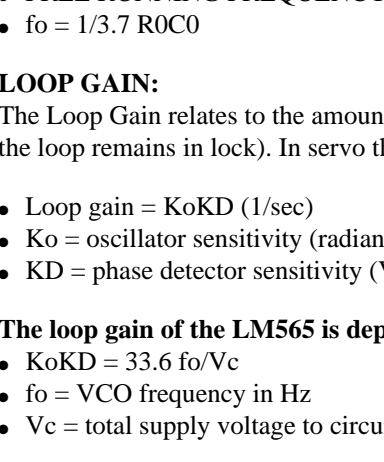 • fo = 1/3.7 R0C0
LOOP GAIN:
The Loop Gain relates to the amoun
the loop remains in lock). In servo th
• Loop gain = KoKD (1/sec)
• Ko = oscillator sensitivity (radian
• KD = phase detector sensitivity (V
The loop gain of the LM565 is dep
• KoKD = 33.6 fo/Vc
• fo = VCO frequency in Hz
• Vc = total supply voltage to circu